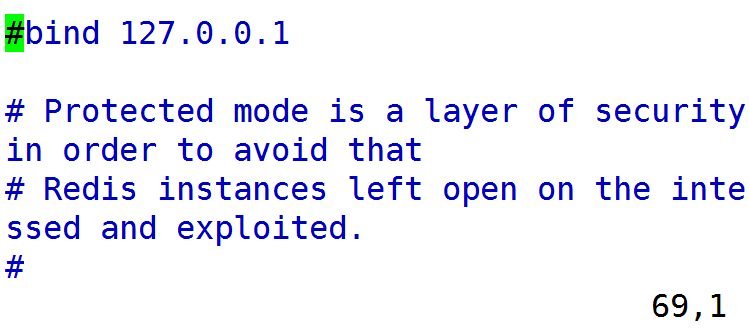 #bind 127.0.0.1
# Protected mode is a layer of security
in order to avoid that
# Redis instances left open on the inte
ssed and exploited.
#
69,1